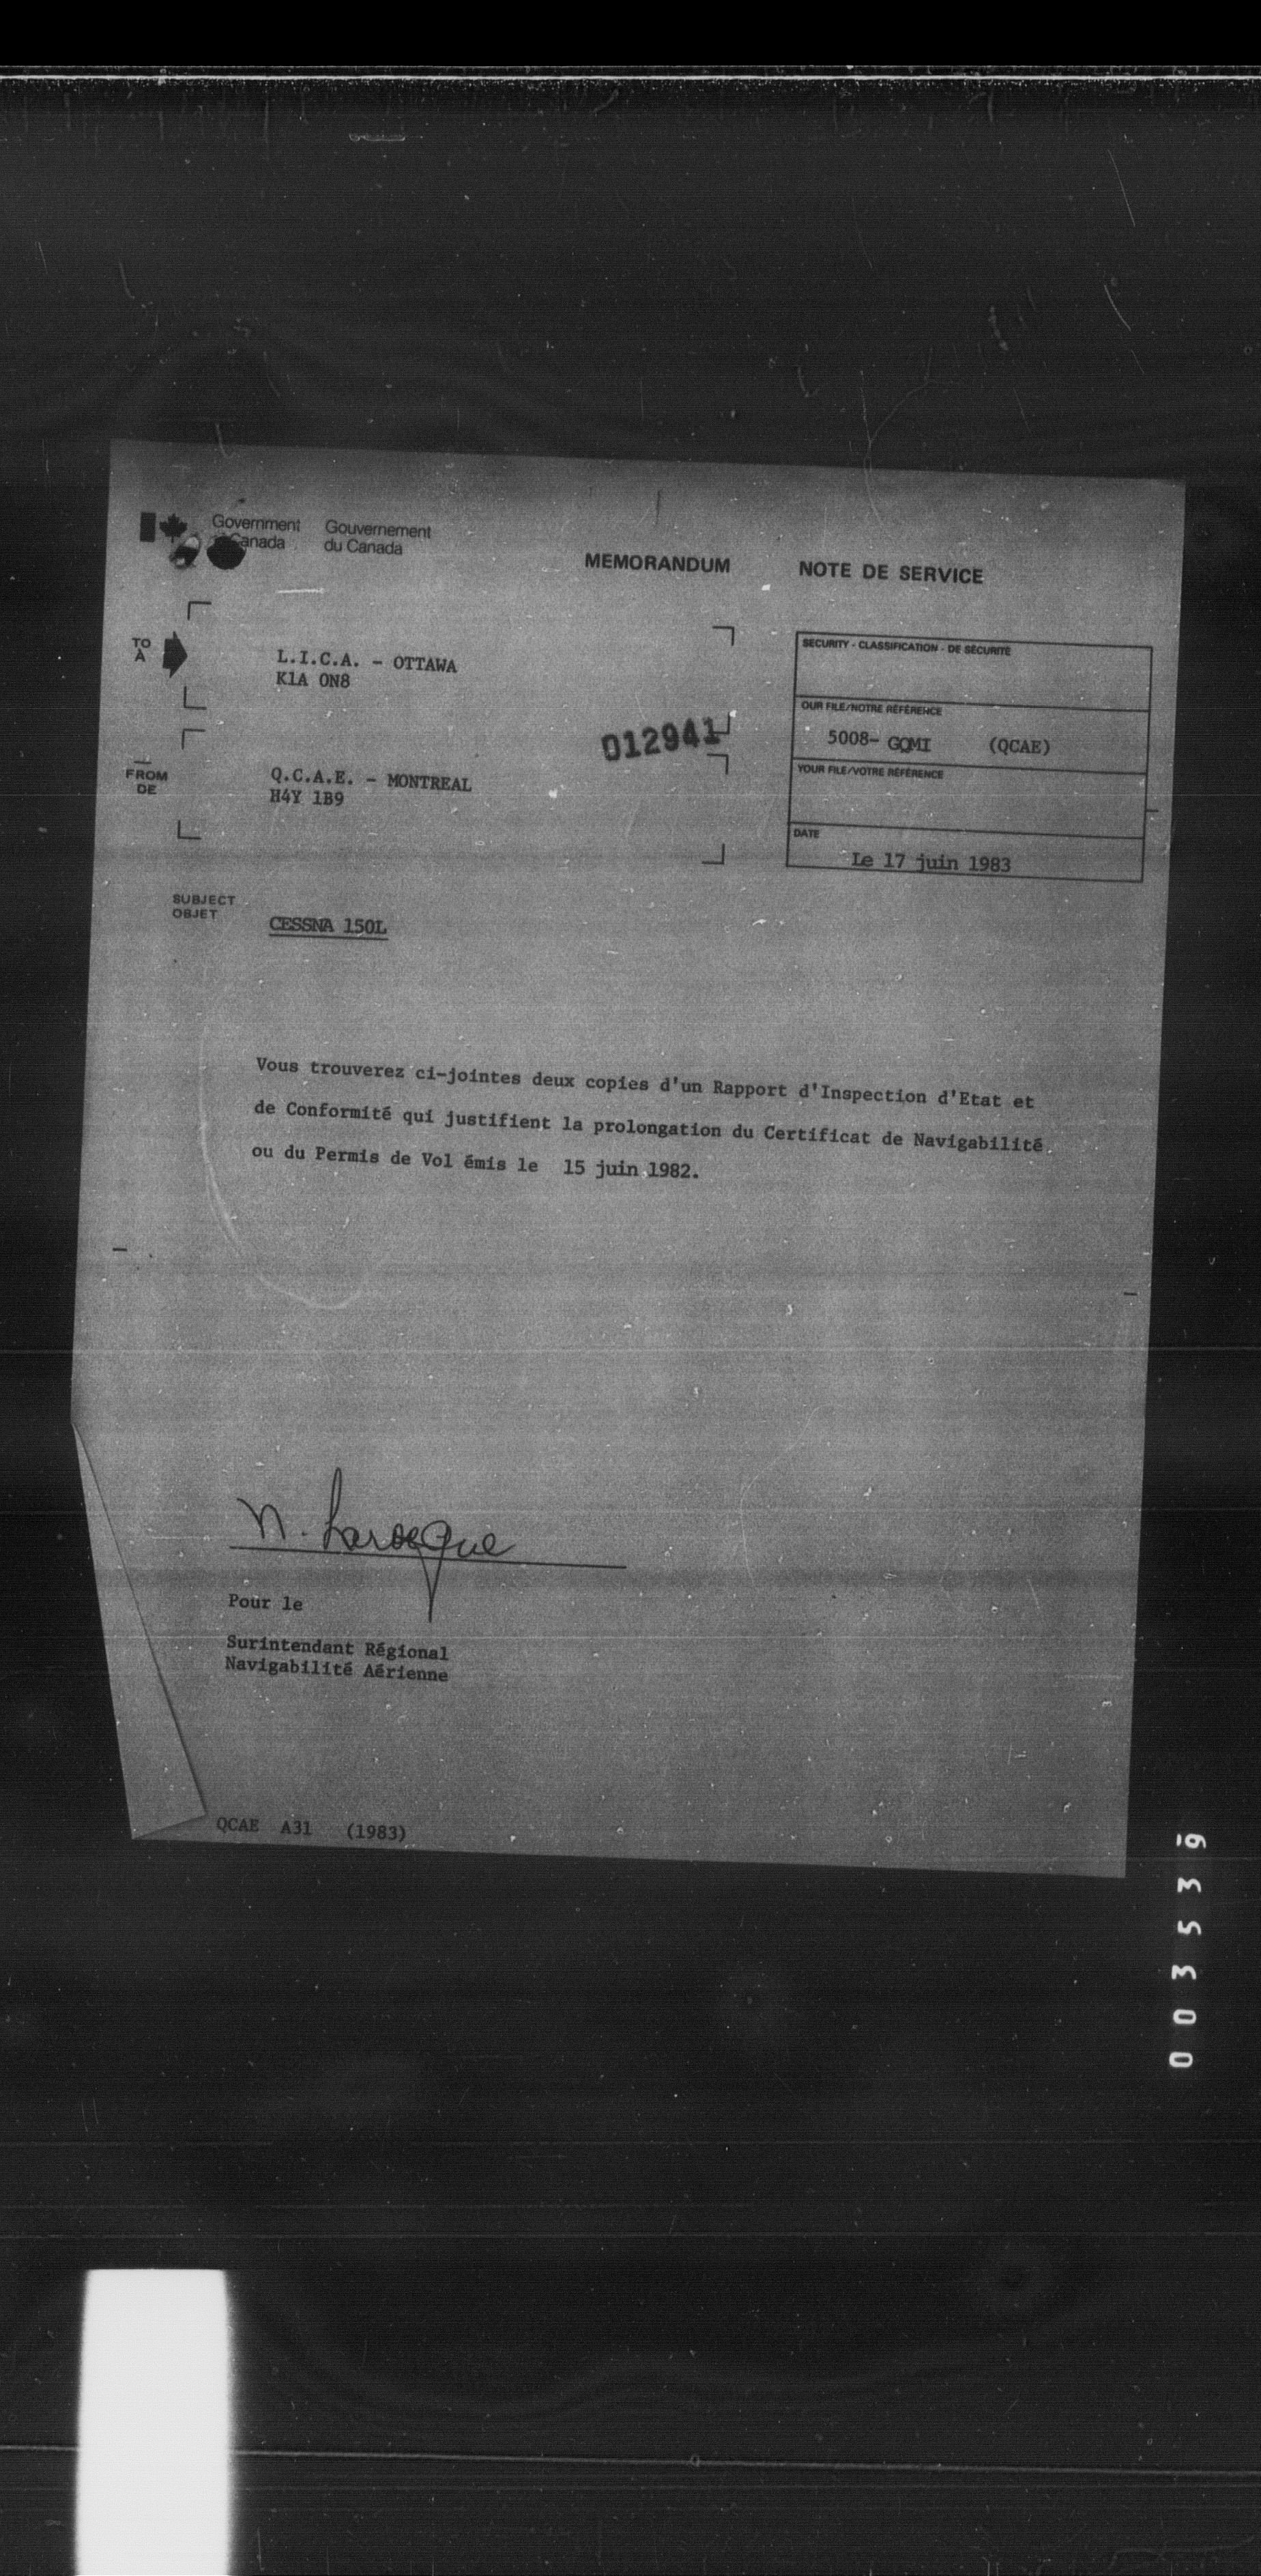 Government Gouvernement
of Canada du Canada
MEMORANDUM NOTE DE SERVICE
TO
À
L.I.C.A. - OTTAWA
K1A 0N8
SECURITY - CLASSIFICATION - DE SÉCURITÉ
OUR FILE/NOTRE RÉFÉRENCE
5008- GQMI (QCAE)
012941
FROM
DE
Q.C.A.E. - MONTREAL
H4Y 1B9
YOUR FILE/VOTRE RÉFÉRENCE
DATE
Le 17 juin 1983
SUBJECT
OBJET
CESSNA 150L
Vous trouverez ci-jointes deux copies d'un Rapport d'Inspection d'Etat et
de Conformité qui justifient la prolongation du Certificat de Navigabilité
ou du Permis de Vol émis le 15 juin 1982.
N. Larocque
Pour le
Surintendant Régional
Navigabilité Aérienne
QCAE A31 (1983)
003539